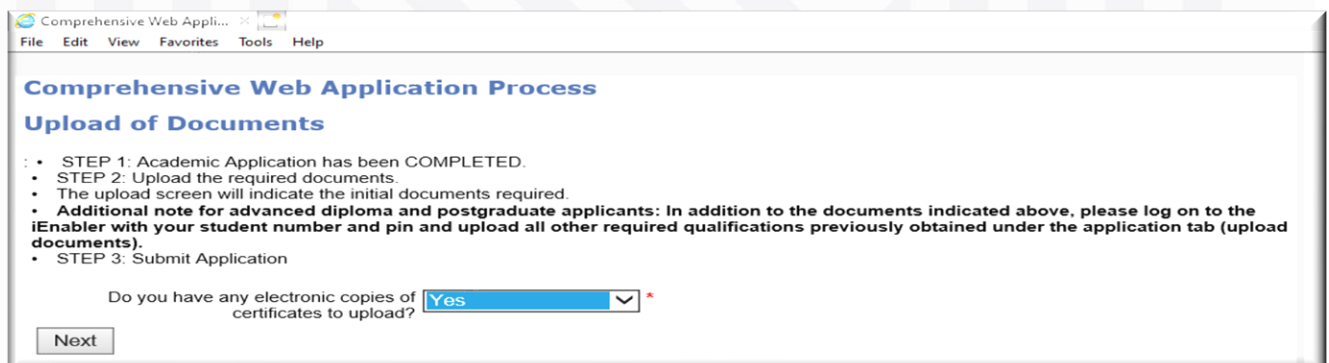 Comprehensive Web Appli...
File Edit View Favorites Tools Help
Comprehensive Web Application Process
Upload of Documents
: • STEP 1: Academic Application has been COMPLETED.
• STEP 2: Upload the required documents.
• The upload screen will indicate the initial documents required.
• Additional note for advanced diploma and postgraduate applicants: In addition to the documents indicated above, please log on to the
iEnabler with your student number and pin and upload all other required qualifications previously obtained under the application tab (upload
documents).
• STEP 3: Submit Application
Do you have any electronic copies of Yes *
certificates to upload?
Next